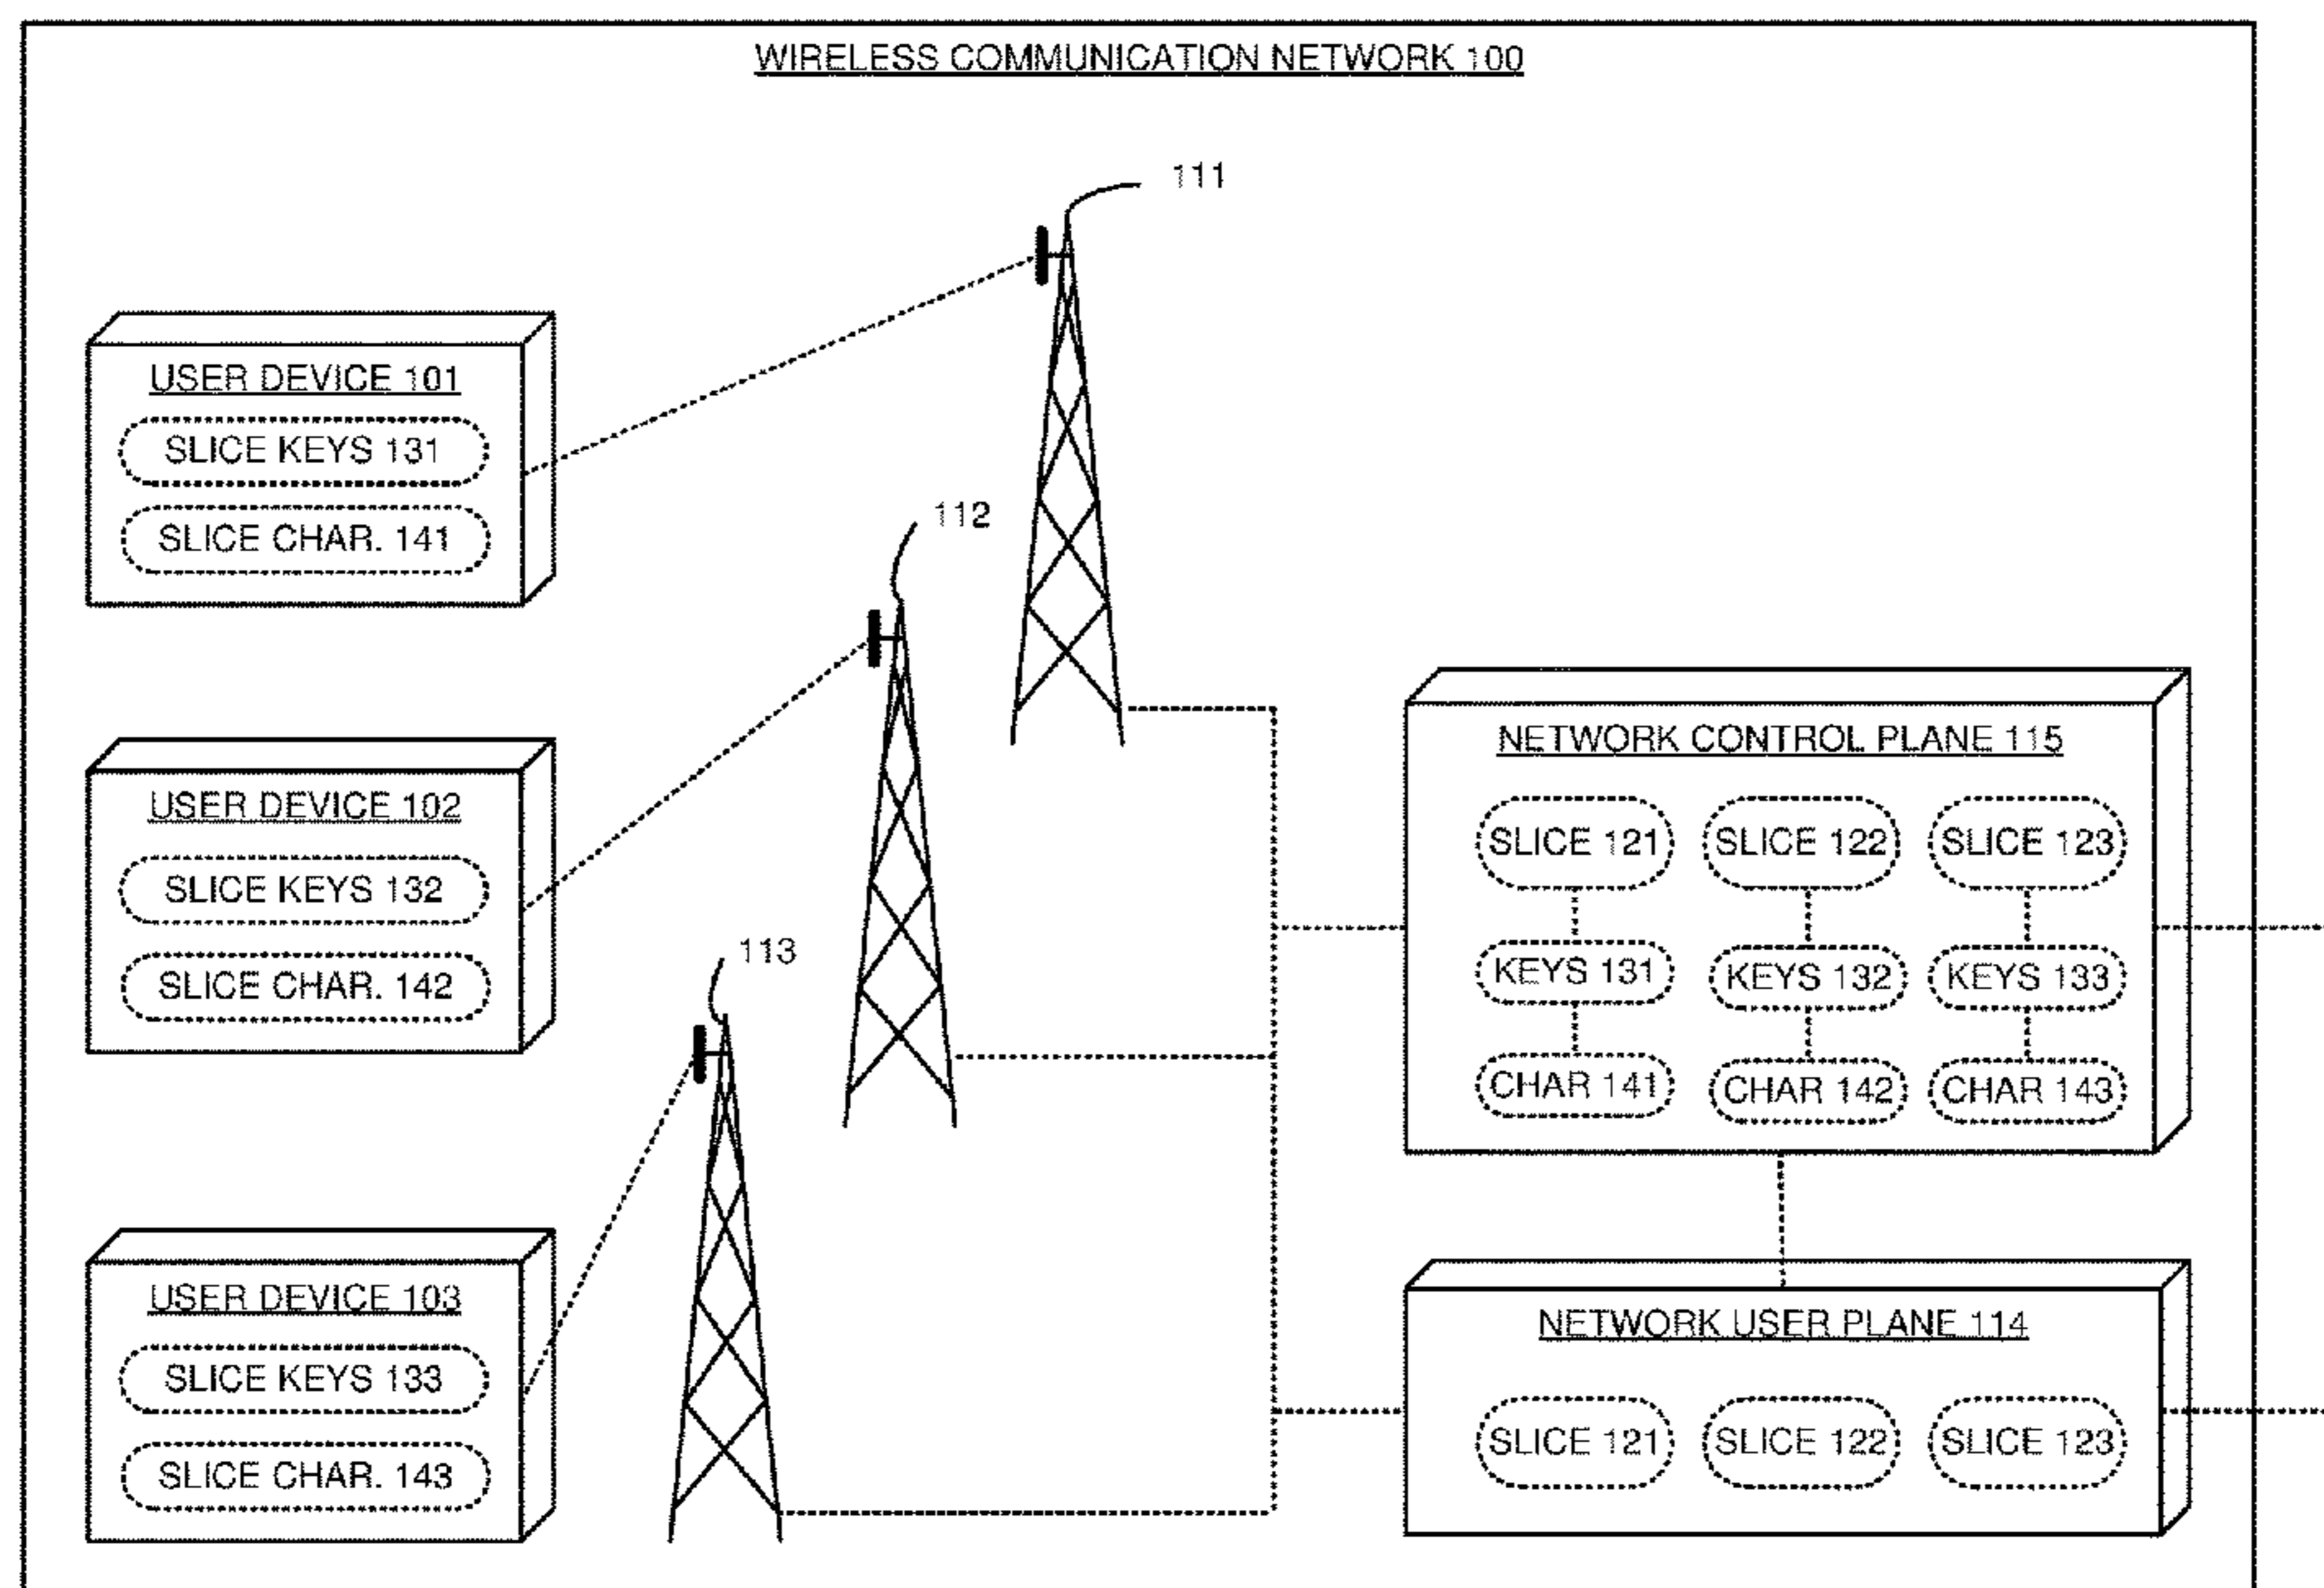 WIRELESS COMMUNICATION NETWORK 100
111
USER DEVICE 101
SLICE KEYS 131
SLICE CHAR. 141
112
USER DEVICE 102
SLICE KEYS 132
SLICE CHAR. 142
113
USER DEVICE 103
SLICE KEYS 133
SLICE CHAR. 143
NETWORK CONTROL PLANE 115
SLICE 121 SLICE 122 SLICE 123
KEYS 131 KEYS 132 KEYS 133
CHAR 141 CHAR 142 CHAR 143
NETWORK USER PLANE 114
SLICE 121 SLICE 122 SLICE 123